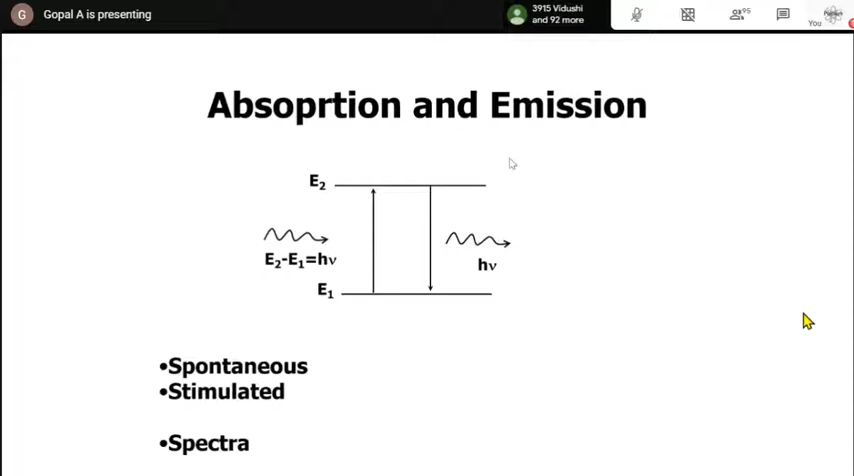 G Gopal A is presenting
3915 Vidushi
and 92 more
95
You
Absoprtion and Emission
E₂
E₂-E₁=hν
hν
E₁
•Spontaneous
•Stimulated
•Spectra